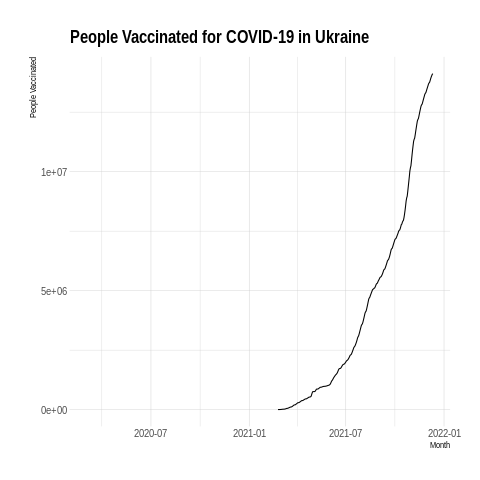 People Vaccinated for COVID-19 in Ukraine
People Vaccinated
1e+07
5e+06
0e+00
2020-07 2021-01 2021-07 2022-01
Month